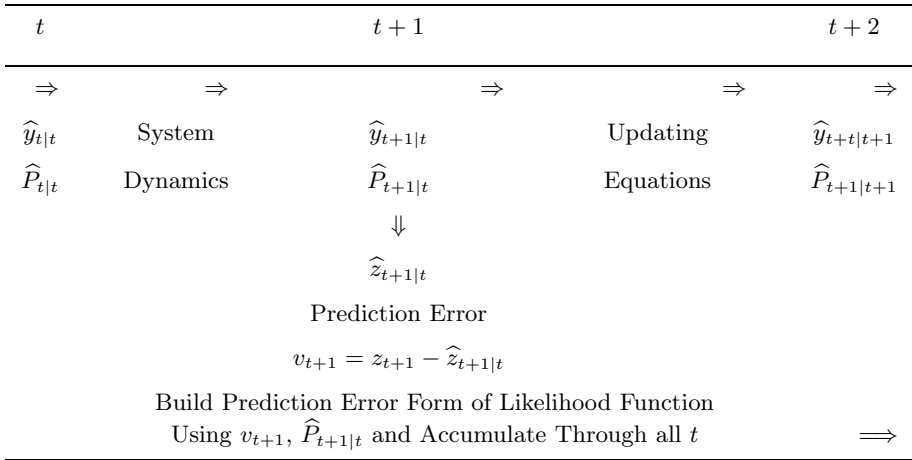 t t + 1 t + 2
⇒ ⇒ ⇒ ⇒ ⇒
ŷ_{t|t} System ŷ_{t+1|t} Updating ŷ_{t+t|t+1}
P̂_{t|t} Dynamics P̂_{t+1|t} Equations P̂_{t+1|t+1}
⇓
ẑ_{t+1|t}
Prediction Error
v_{t+1} = z_{t+1} − ẑ_{t+1|t}
Build Prediction Error Form of Likelihood Function
Using v_{t+1}, P̂_{t+1|t} and Accumulate Through all t ⟹